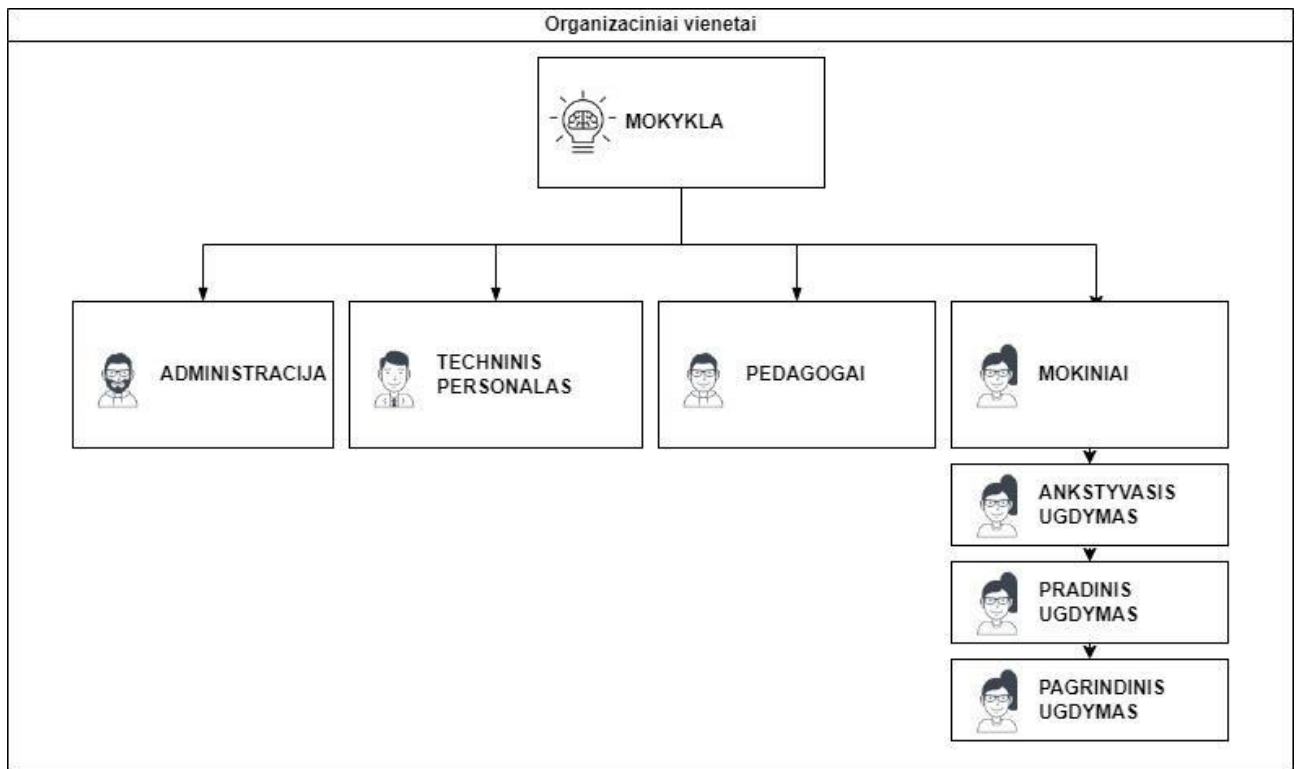 Organizaciniai vienetai
MOKYKLA
ADMINISTRACIJA
TECHNINIS
PERSONALAS
PEDAGOGAI
MOKINIAI
ANKSTYVASIS
UGDYMAS
PRADINIS
UGDYMAS
PAGRINDINIS
UGDYMAS